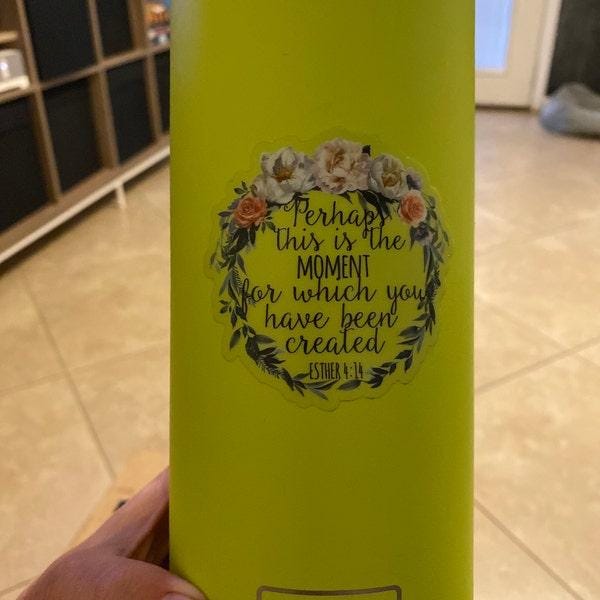 Perhaps
this is the
MOMENT
for which you
have been
created
ESTHER 4:14